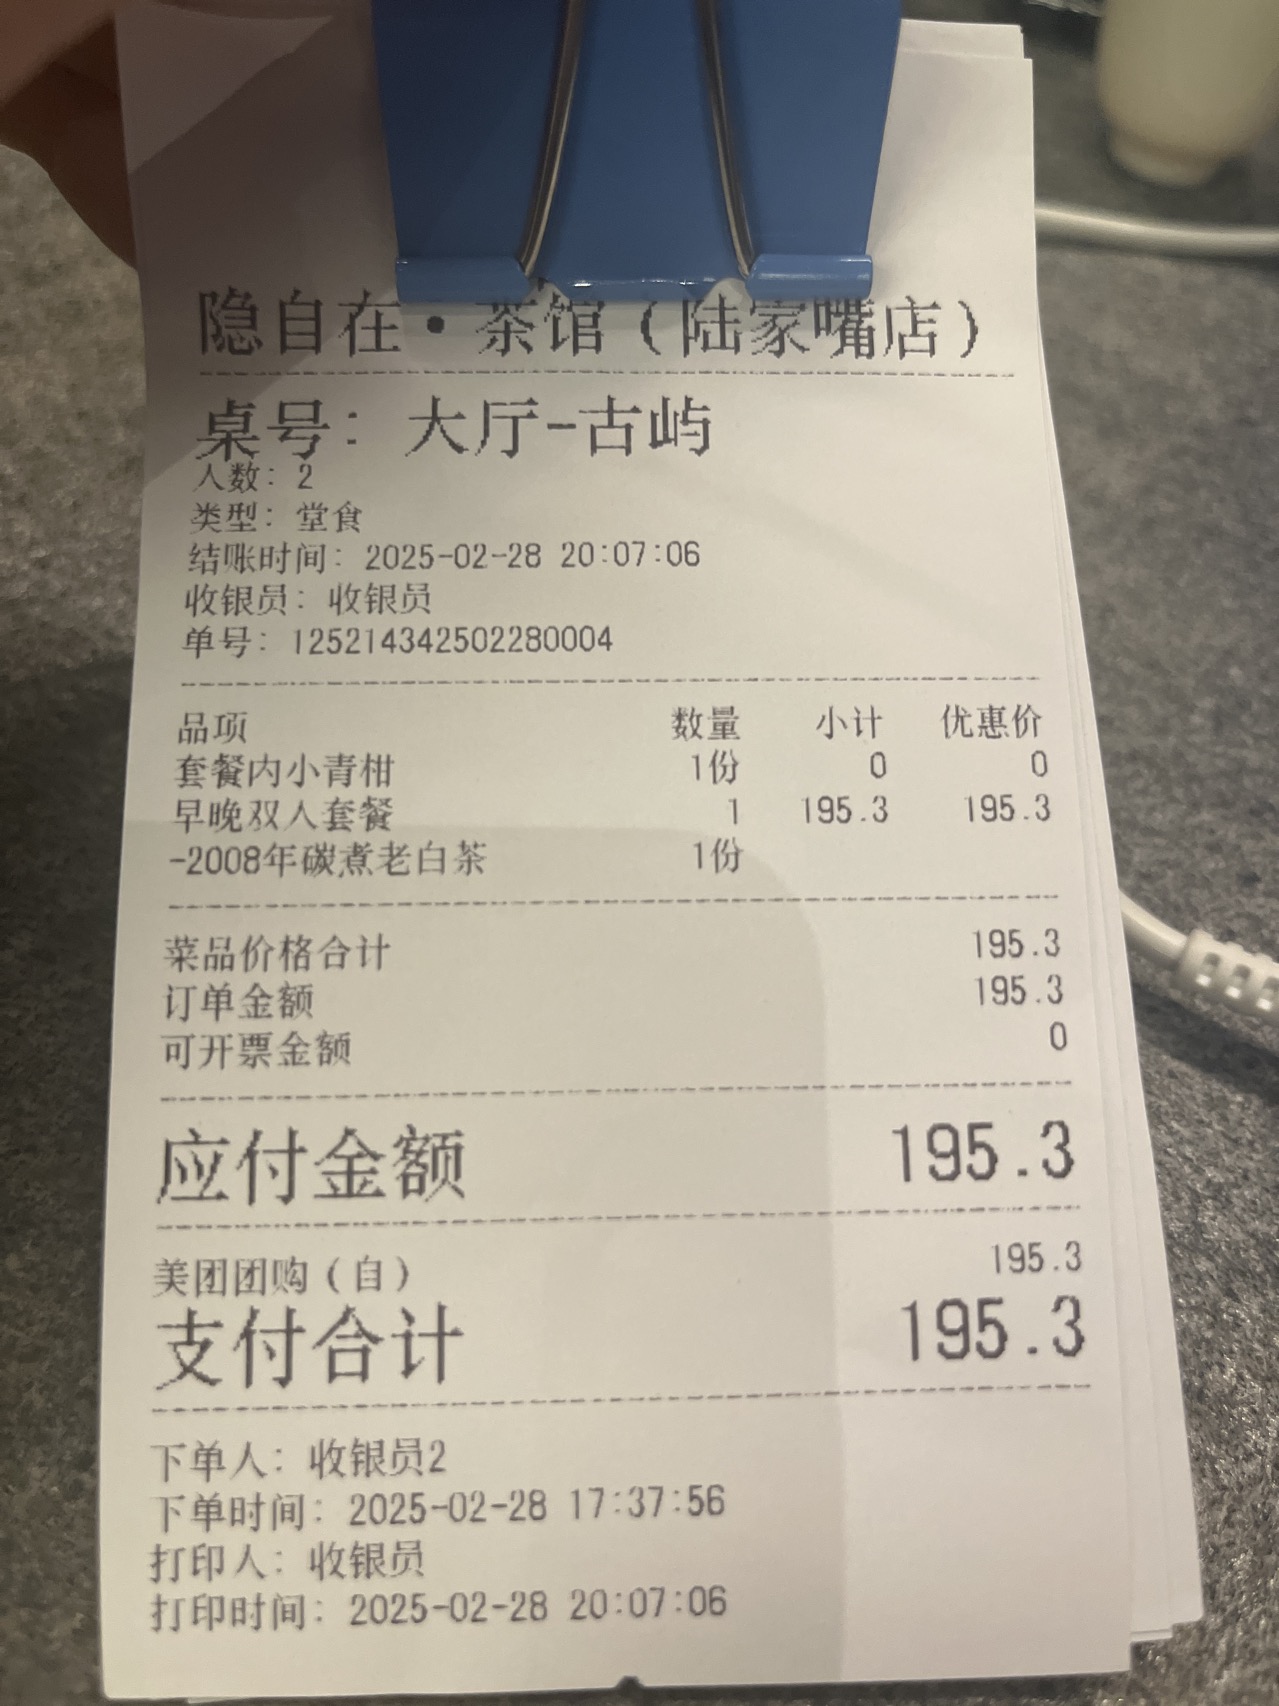 隐自在·茶馆（陆家嘴店）
桌号：大厅-古屿
人数：2
类型：堂食
结账时间：2025-02-28 20:07:06
收银员：收银员
单号：125214342502280004
品项 数量 小计 优惠价
套餐内小青柑 1份 0 0
早晚双人套餐 1 195.3 195.3
-2008年碳煮老白茶 1份
菜品价格合计 195.3
订单金额 195.3
可开票金额 0
应付金额 195.3
美团团购（自） 195.3
支付合计 195.3
下单人：收银员2
下单时间：2025-02-28 17:37:56
打印人：收银员
打印时间：2025-02-28 20:07:06